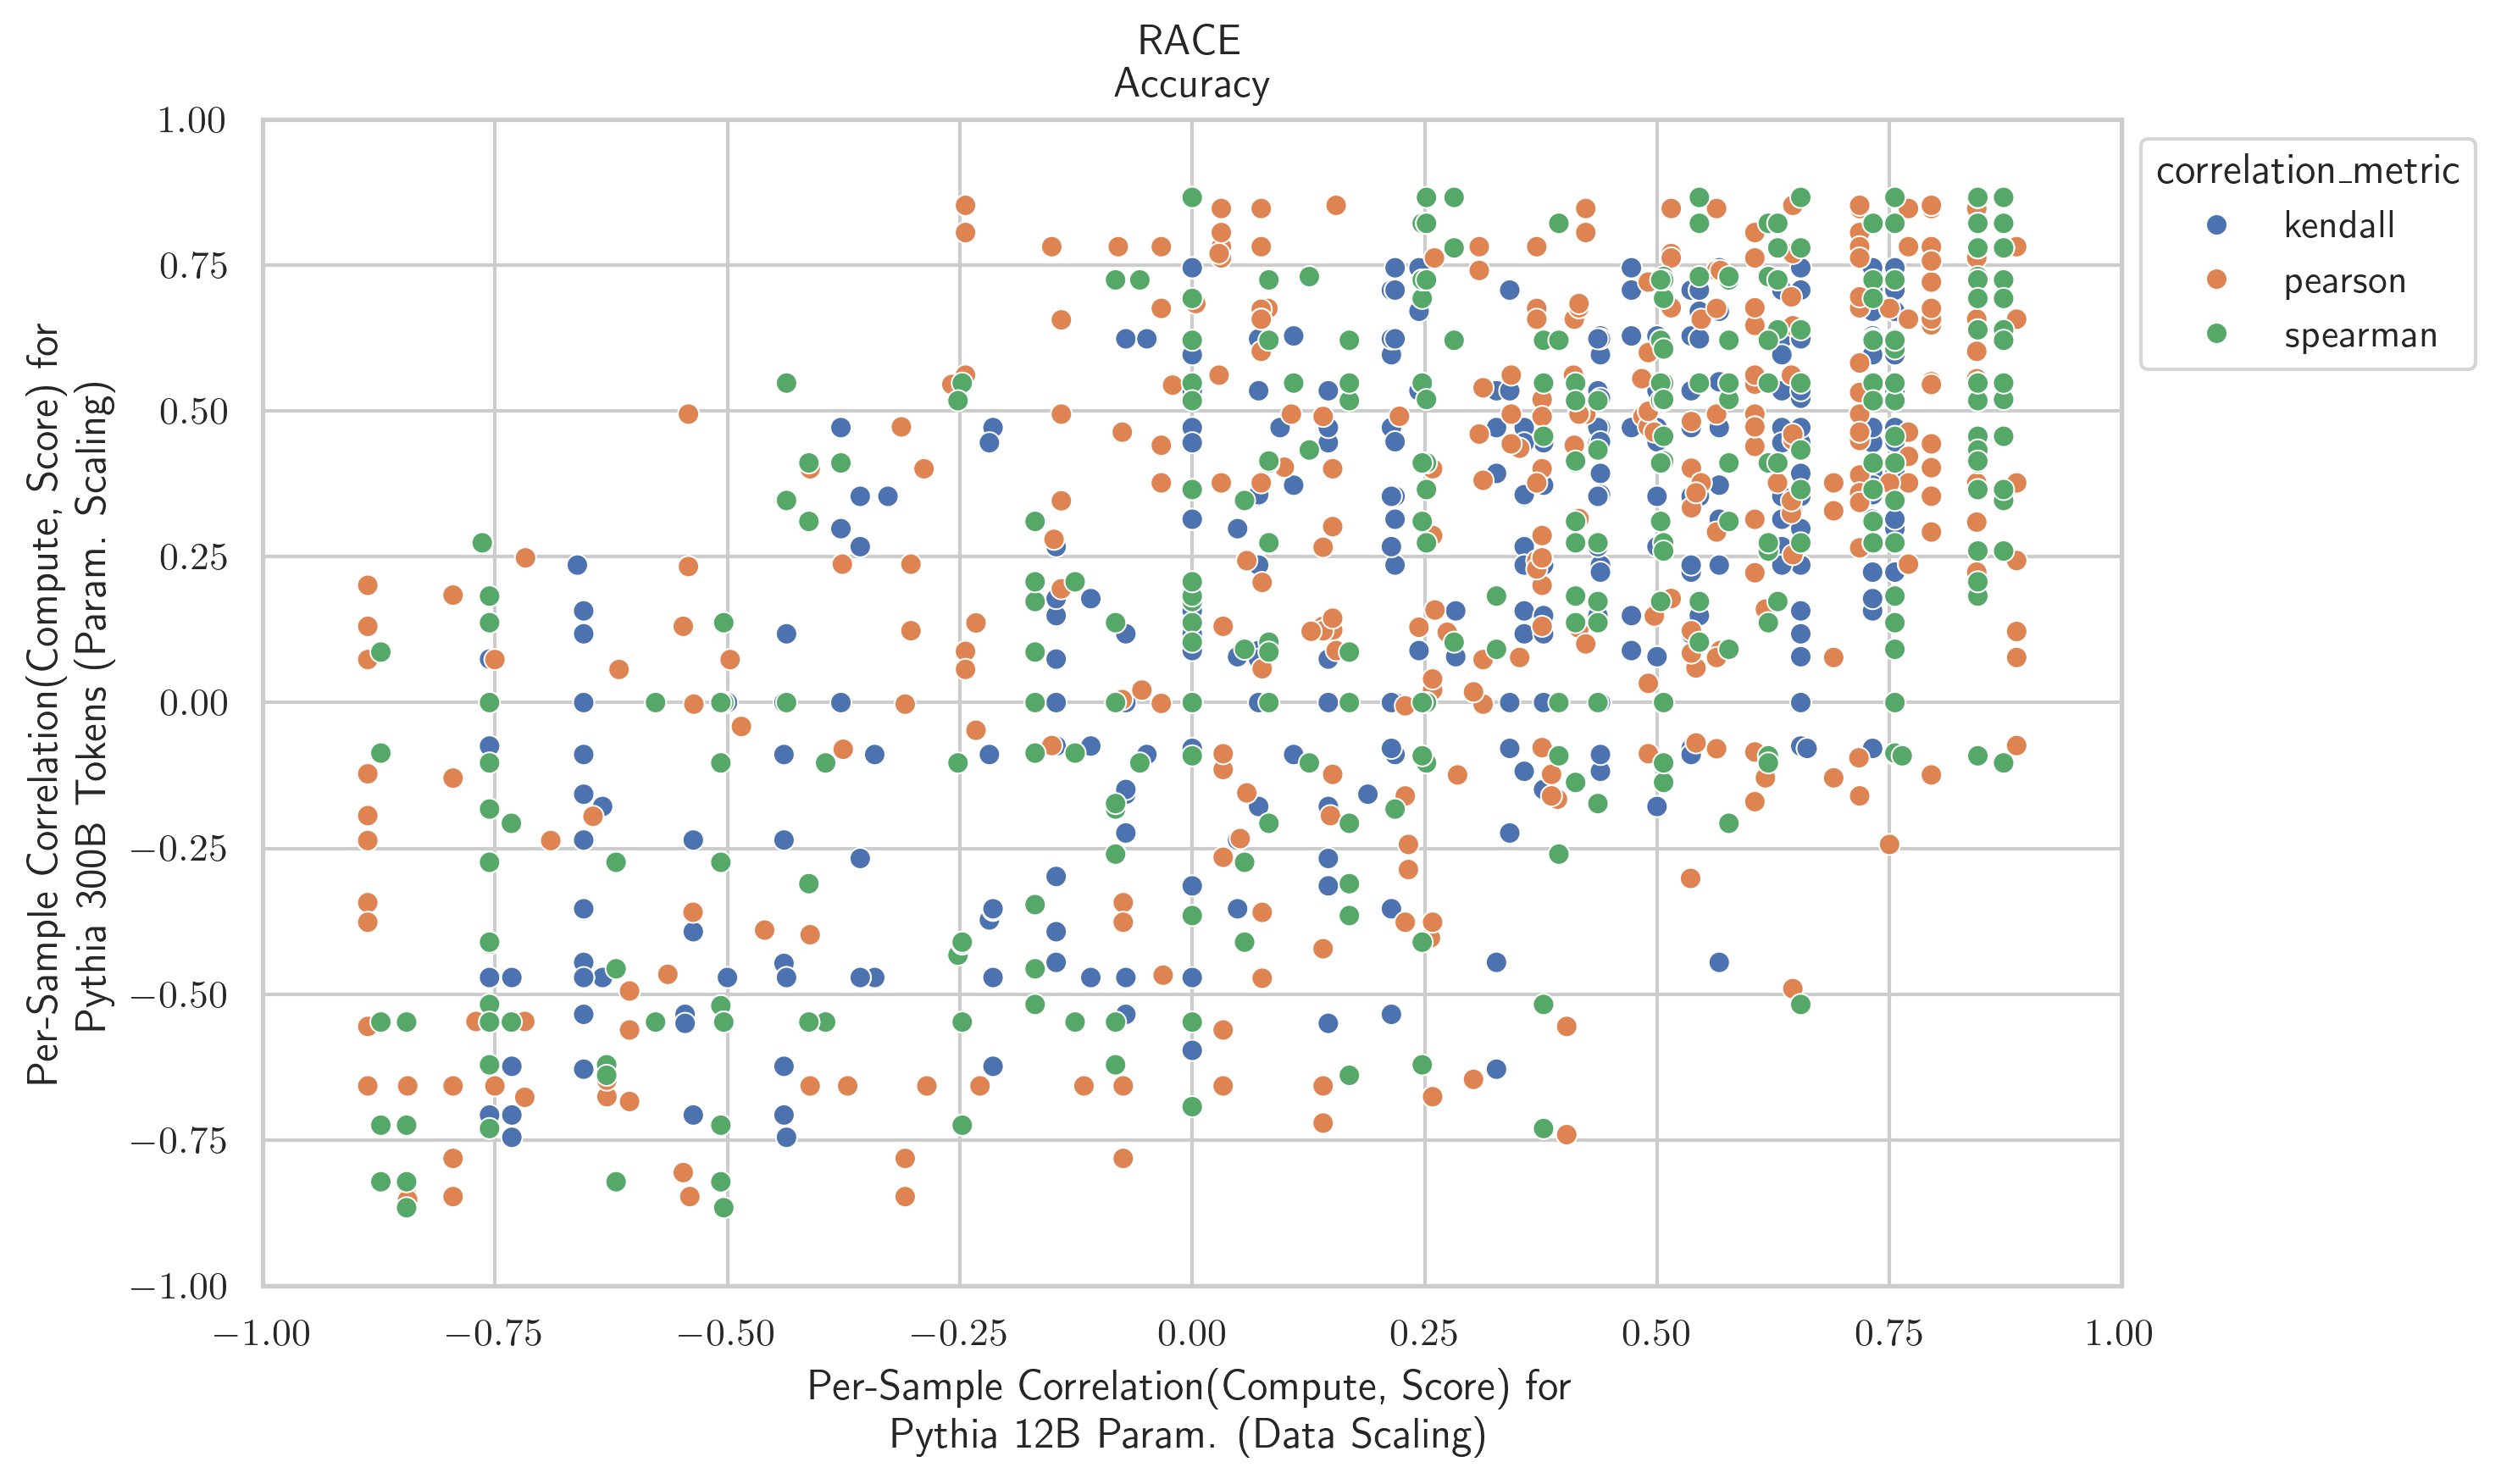 RACE
Accuracy
1.00
0.75
0.50
0.25
0.00
−0.25
−0.50
−0.75
−1.00
Per-Sample Correlation(Compute, Score) for
Pythia 300B Tokens (Param. Scaling)
−1.00 −0.75 −0.50 −0.25 0.00 0.25 0.50 0.75 1.00
Per-Sample Correlation(Compute, Score) for
Pythia 12B Param. (Data Scaling)
correlation_metric
kendall
pearson
spearman